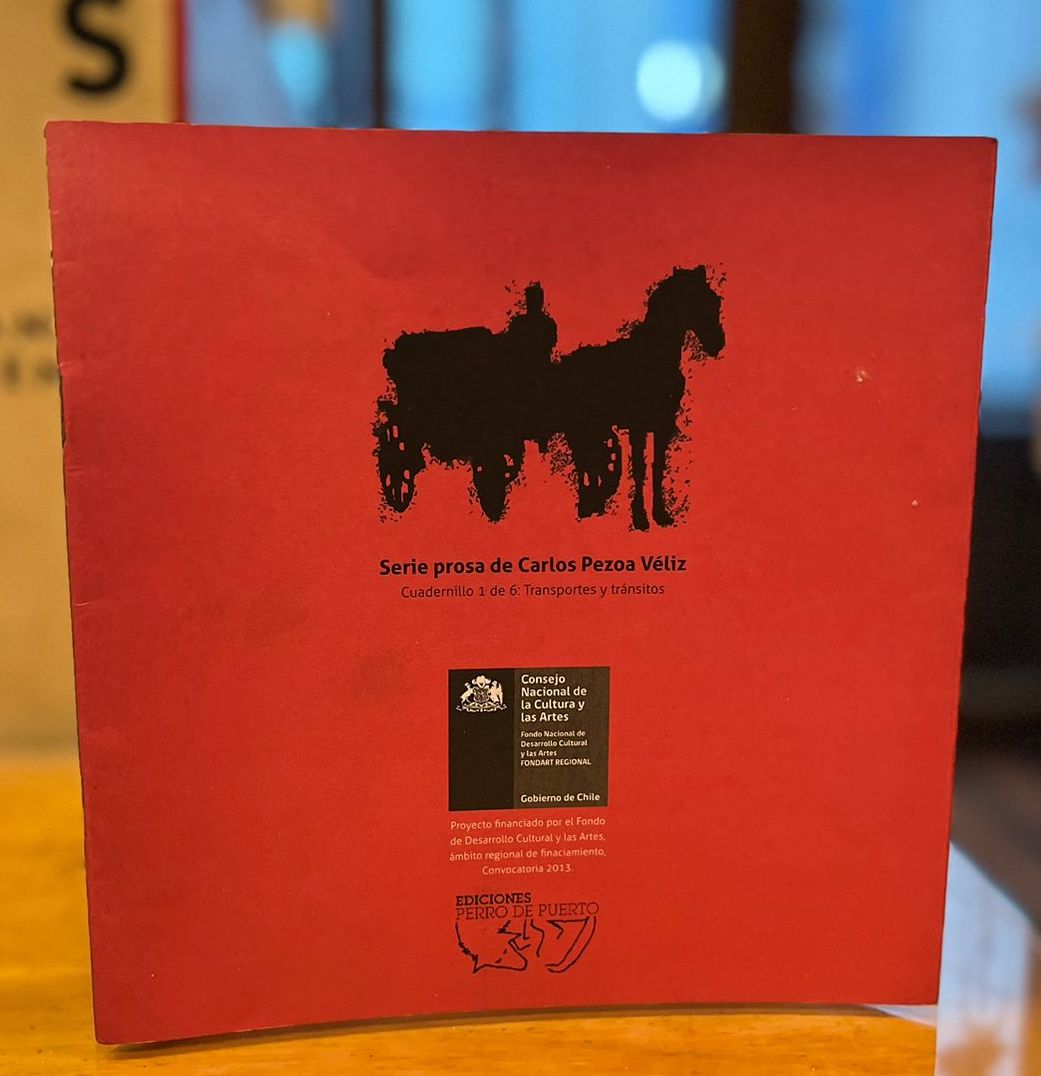 S
Serie prosa de Carlos Pezoa Véliz
Cuadernillo 1 de 6: Transportes y tránsitos
Consejo
Nacional de
la Cultura y
las Artes
Fondo Nacional de
Desarrollo Cultural
y las Artes
FONDART REGIONAL
Gobierno de Chile
Proyecto financiado por el Fondo
de Desarrollo Cultural y las Artes,
ámbito regional de finaciamiento,
Convocatoria 2013.
EDICIONES
PERRO DE PUERTO